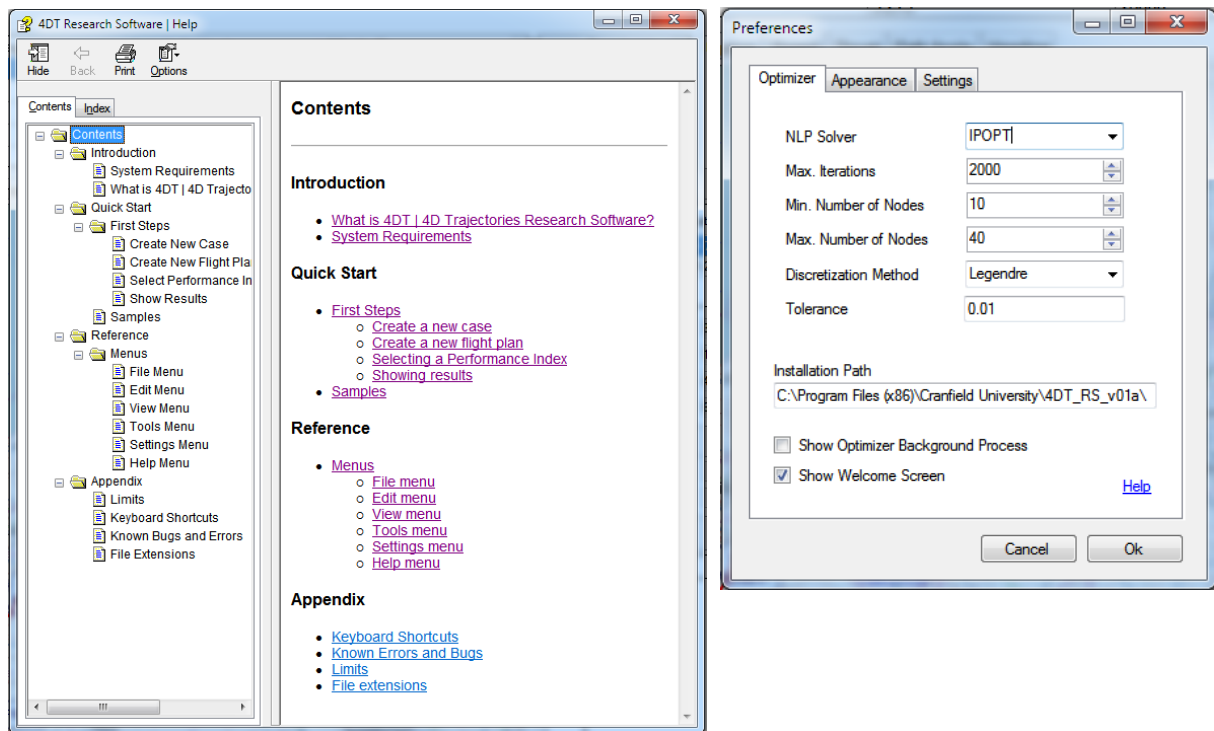 4DT Research Software | Help
Hide Back Print Options
Contents Index
Contents
Introduction
System Requirements
What is 4DT | 4D Trajecto
Quick Start
First Steps
Create New Case
Create New Flight Pla
Select Performance In
Show Results
Samples
Reference
Menus
File Menu
Edit Menu
View Menu
Tools Menu
Settings Menu
Help Menu
Appendix
Limits
Keyboard Shortcuts
Known Bugs and Errors
File Extensions
Contents
Introduction
What is 4DT | 4D Trajectories Research Software?
System Requirements
Quick Start
First Steps
Create a new case
Create a new flight plan
Selecting a Performance Index
Showing results
Samples
Reference
Menus
File menu
Edit menu
View menu
Tools menu
Settings menu
Help menu
Appendix
Keyboard Shortcuts
Known Errors and Bugs
Limits
File extensions
Preferences
Optimizer Appearance Settings
NLP Solver IPOPT
Max. Iterations 2000
Min. Number of Nodes 10
Max. Number of Nodes 40
Discretization Method Legendre
Tolerance 0.01
Installation Path
C:\Program Files (x86)\Cranfield University\4DT_RS_v01a\
Show Optimizer Background Process
Show Welcome Screen
Help
Cancel Ok